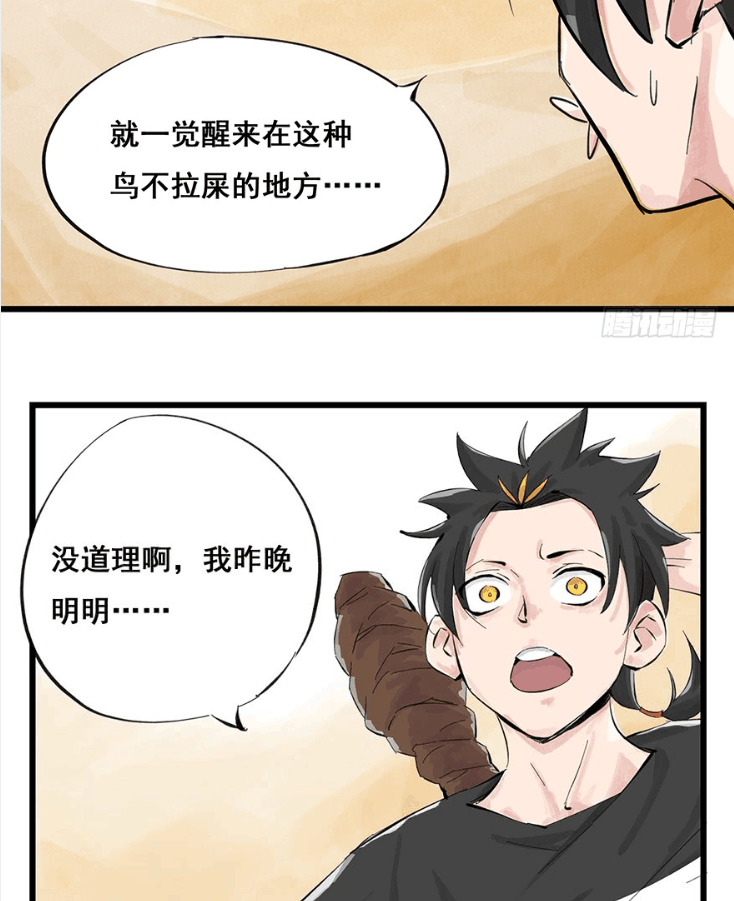 就一觉醒来在这种
鸟不拉屎的地方……
腾讯动漫
没道理啊，我昨晚
明明……